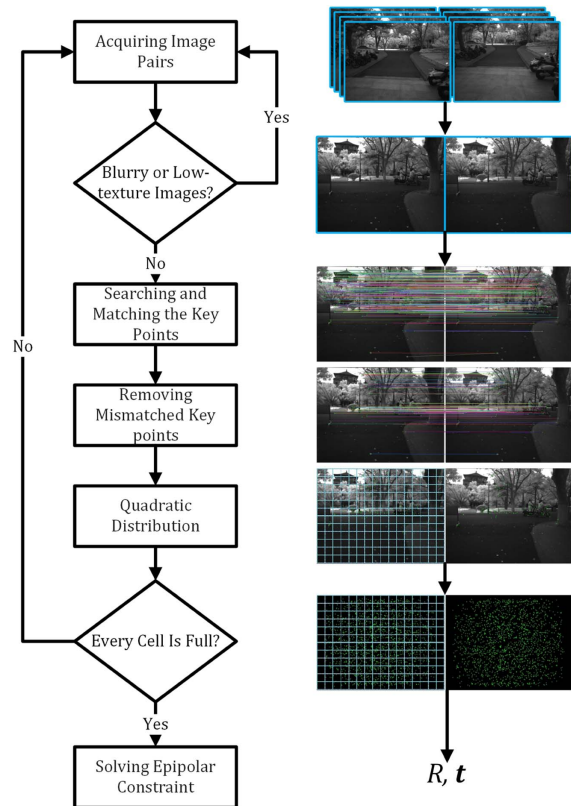 Acquiring Image
Pairs
Yes
Blurry or Low-
texture Images?
No
Searching and
Matching the Key
Points
No
Removing
Mismatched Key
points
Quadratic
Distribution
Every Cell Is Full?
Yes
Solving Epipolar
Constraint
R, t